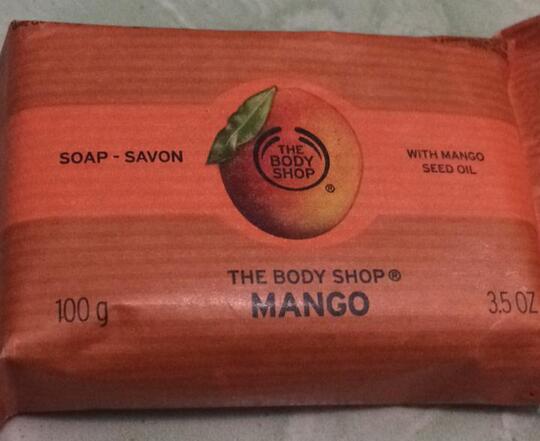 SOAP - SAVON
THE
BODY
SHOP
®
WITH MANGO
SEED OIL
THE BODY SHOP®
MANGO
100 g
3.5 OZ